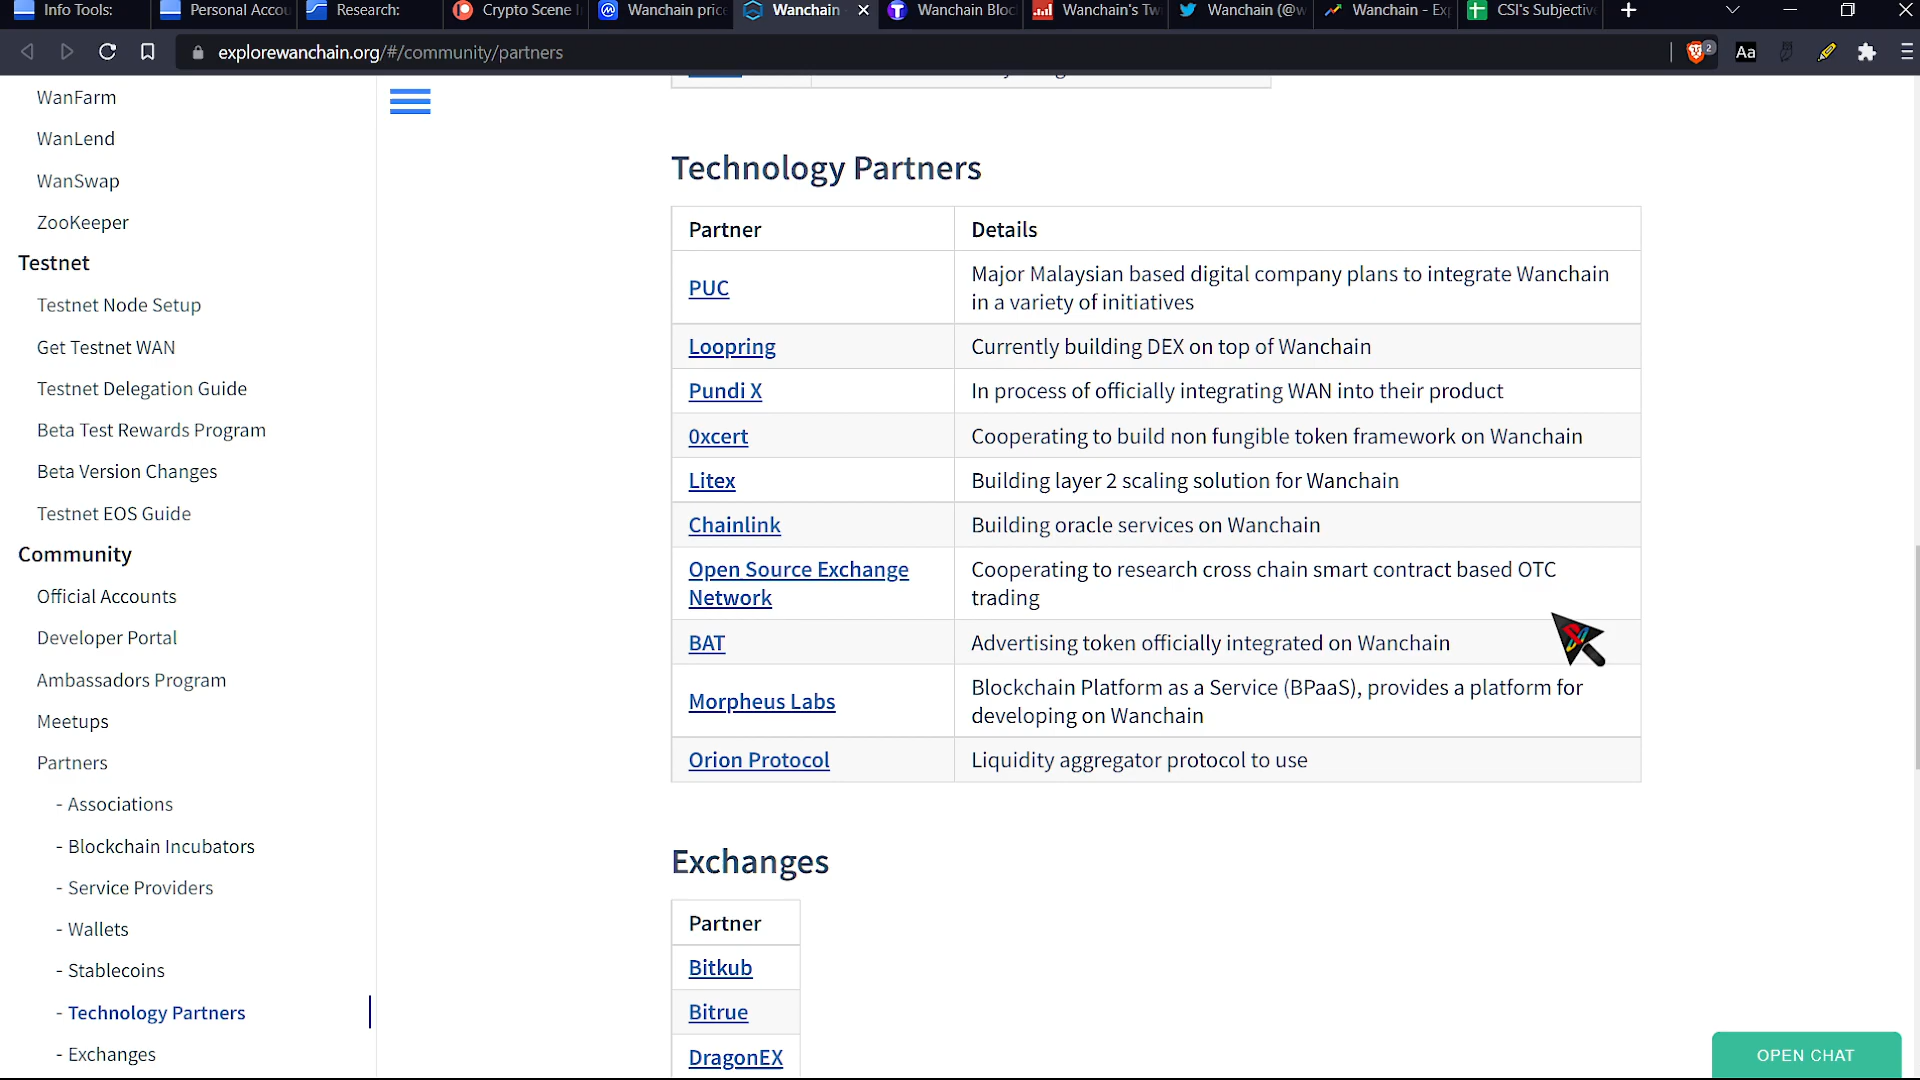 Info Tools:
Personal Accou
Research:
Crypto Scene I
Wanchain price
Wanchain
Wanchain Bloc
Wanchain's Tw
Wanchain (@w
Wanchain - Exp
CSI's Subjectiv
explorewanchain.org/#/community/partners
2
Aa
WanFarm
WanLend
WanSwap
ZooKeeper
Testnet
Testnet Node Setup
Get Testnet WAN
Testnet Delegation Guide
Beta Test Rewards Program
Beta Version Changes
Testnet EOS Guide
Community
Official Accounts
Developer Portal
Ambassadors Program
Meetups
Partners
- Associations
- Blockchain Incubators
- Service Providers
- Wallets
- Stablecoins
- Technology Partners
- Exchanges
Technology Partners
Partner Details
PUC Major Malaysian based digital company plans to integrate Wanchain
in a variety of initiatives
Loopring Currently building DEX on top of Wanchain
Pundi X In process of officially integrating WAN into their product
0xcert Cooperating to build non fungible token framework on Wanchain
Litex Building layer 2 scaling solution for Wanchain
Chainlink Building oracle services on Wanchain
Open Source Exchange Cooperating to research cross chain smart contract based OTC
Network trading
BAT Advertising token officially integrated on Wanchain
Morpheus Labs Blockchain Platform as a Service (BPaaS), provides a platform for
developing on Wanchain
Orion Protocol Liquidity aggregator protocol to use
Exchanges
Partner
Bitkub
Bitrue
DragonEX
OPEN CHAT